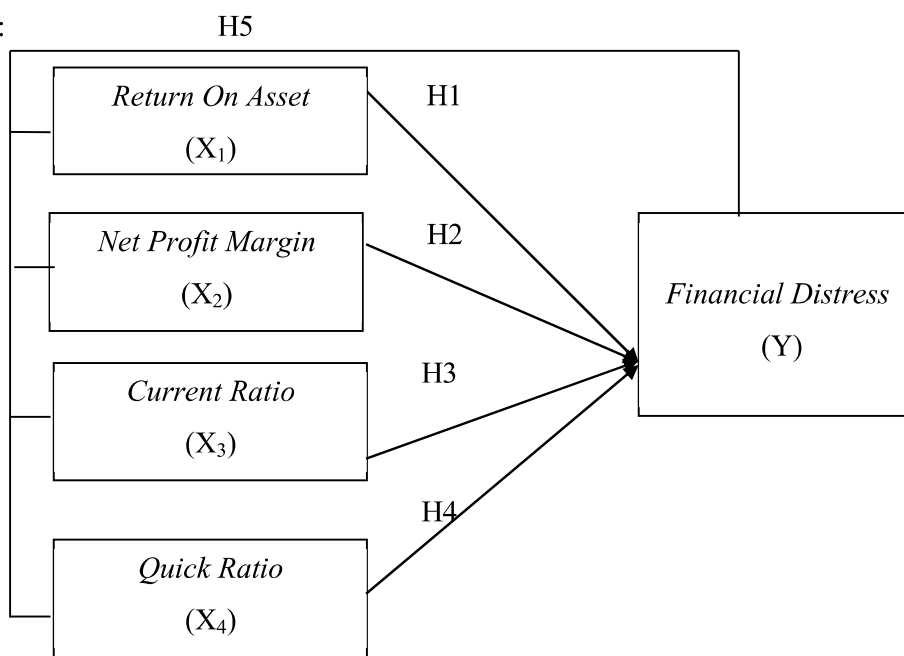 :
H5
Return On Asset
(X₁)
H1
Net Profit Margin
(X₂)
H2
Financial Distress
(Y)
Current Ratio
(X₃)
H3
H4
Quick Ratio
(X₄)